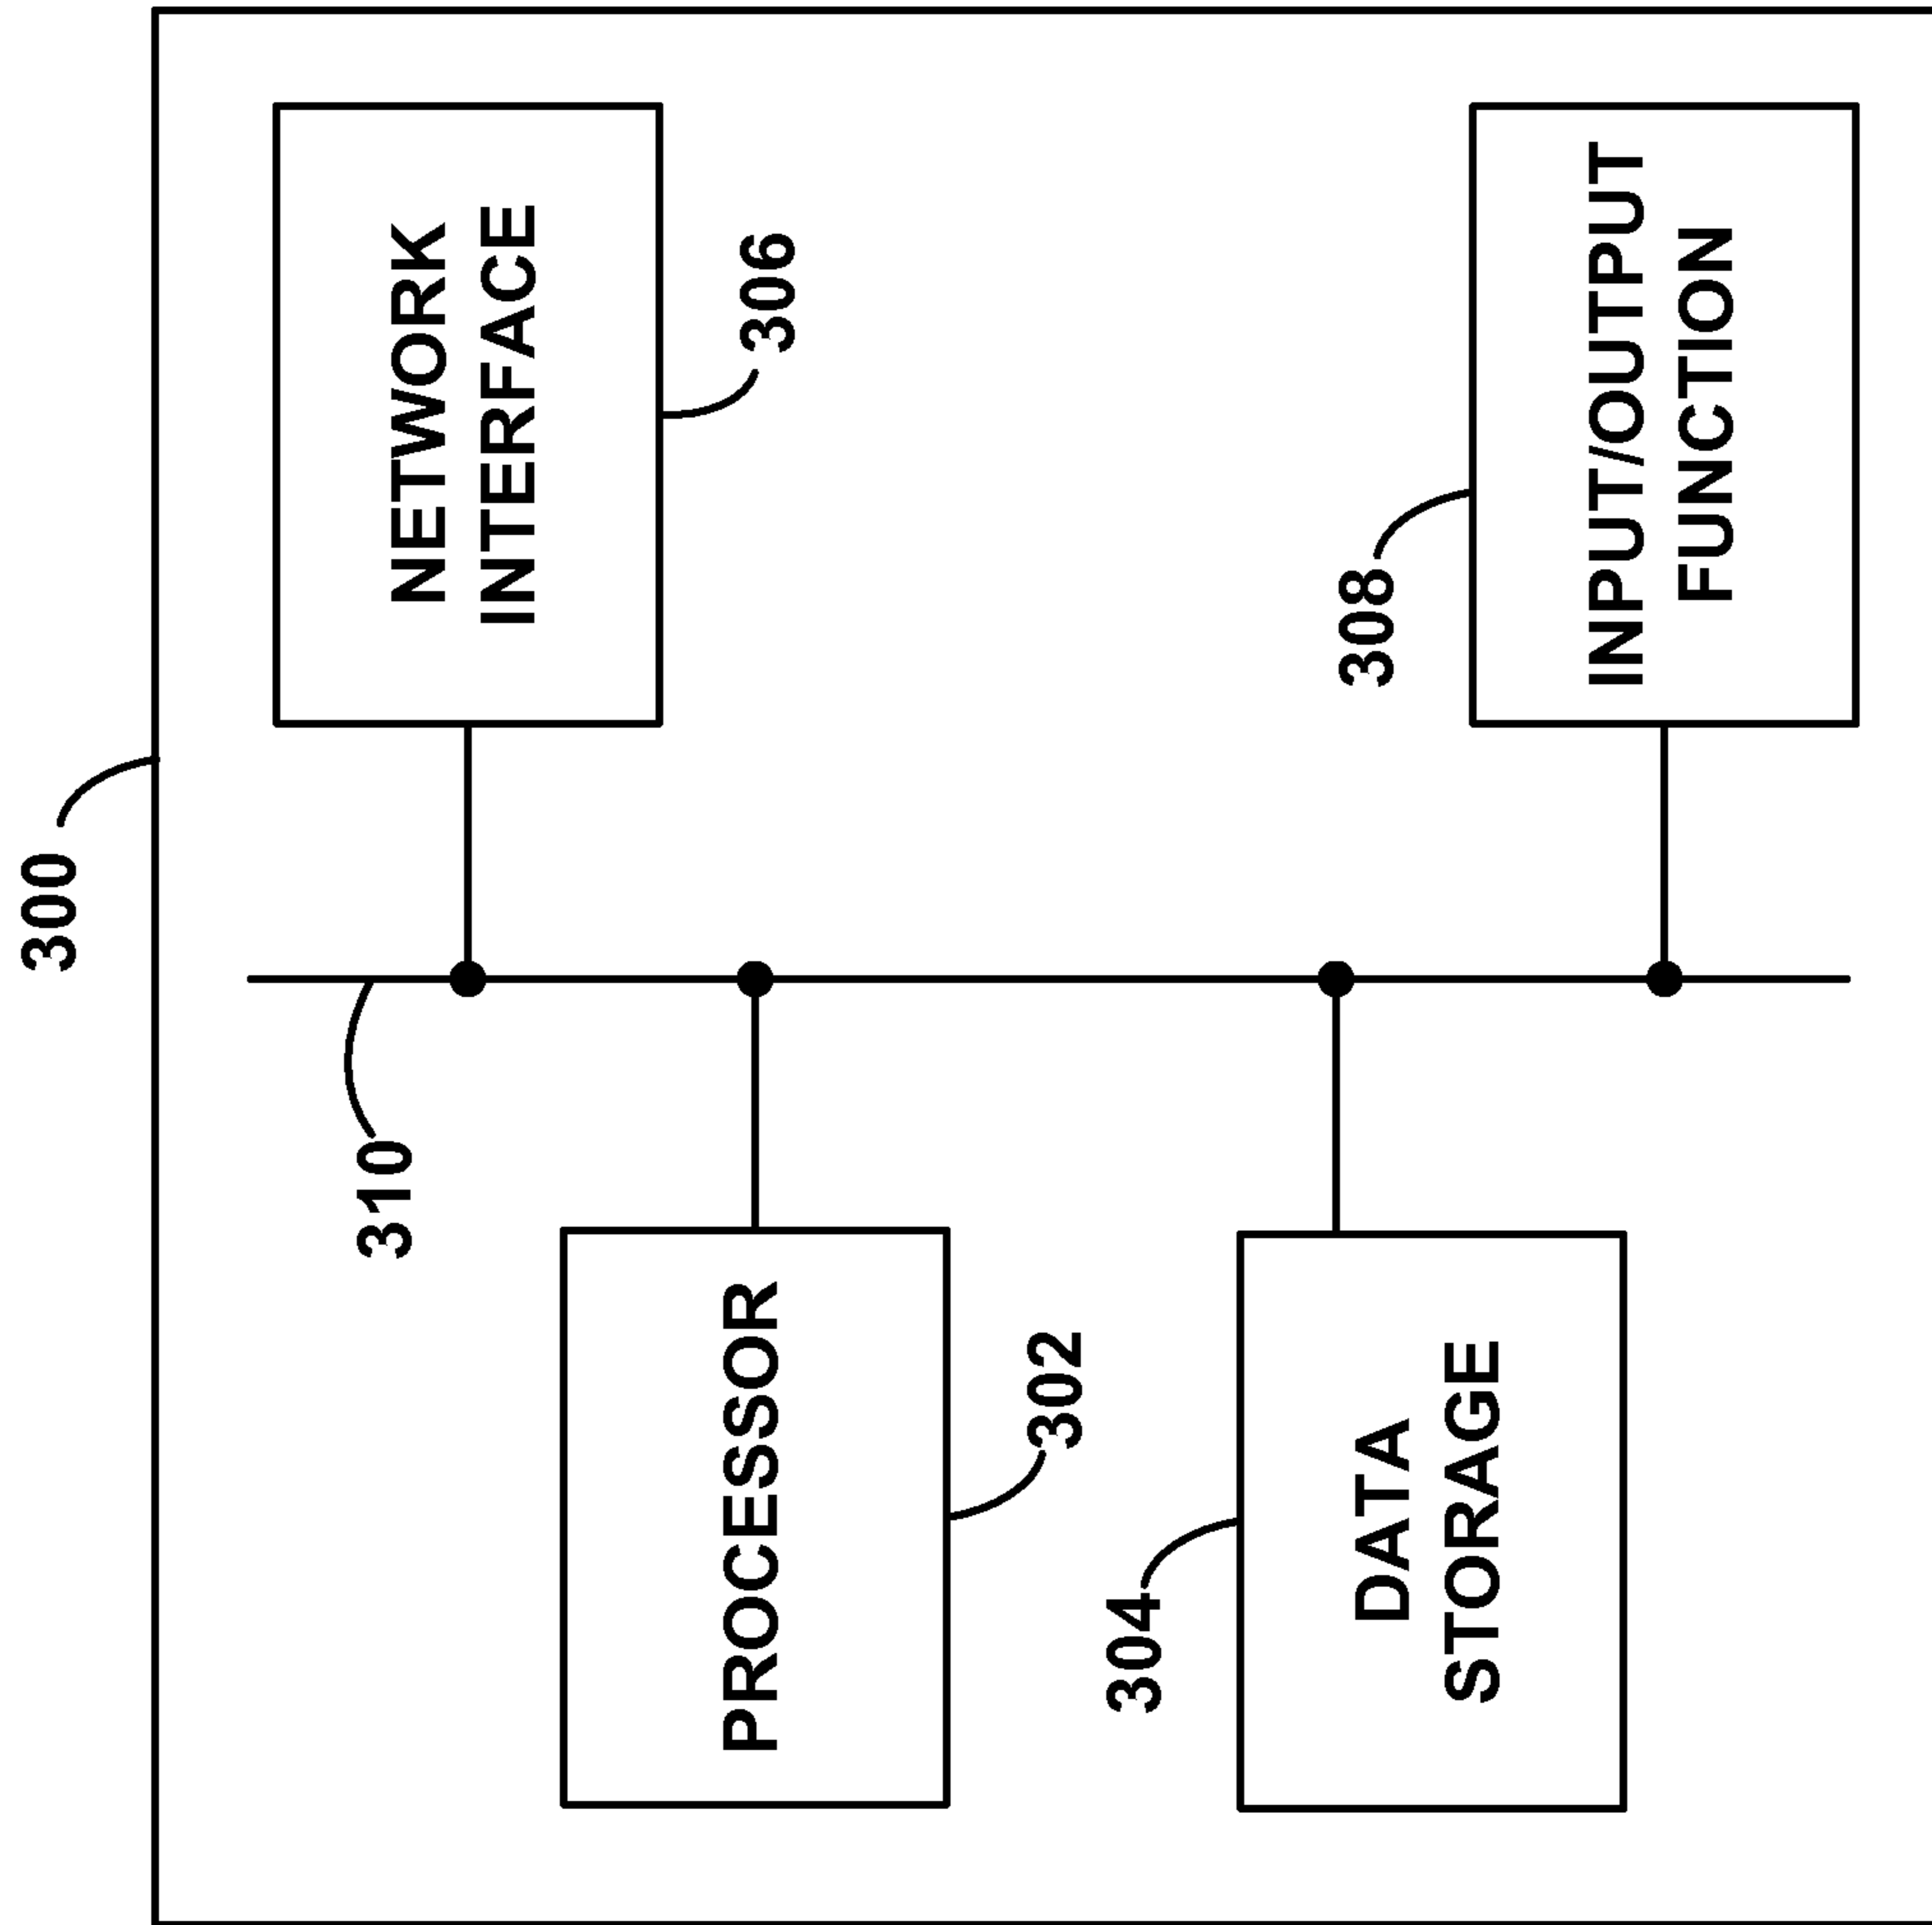 300
310
NETWORK
INTERFACE
306
PROCESSOR
302
304
DATA
STORAGE
308
INPUT/OUTPUT
FUNCTION